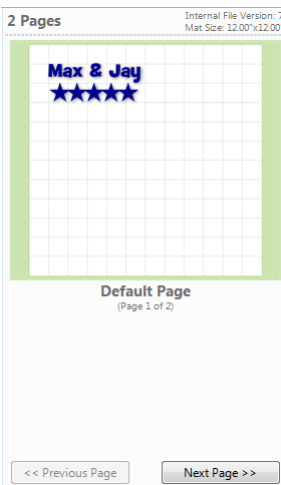 2 Pages
Internal File Version: 7
Mat Size: 12.00"x12.00"
Max & Jay
★★★★★
Default Page
(Page 1 of 2)
<< Previous Page
Next Page >>